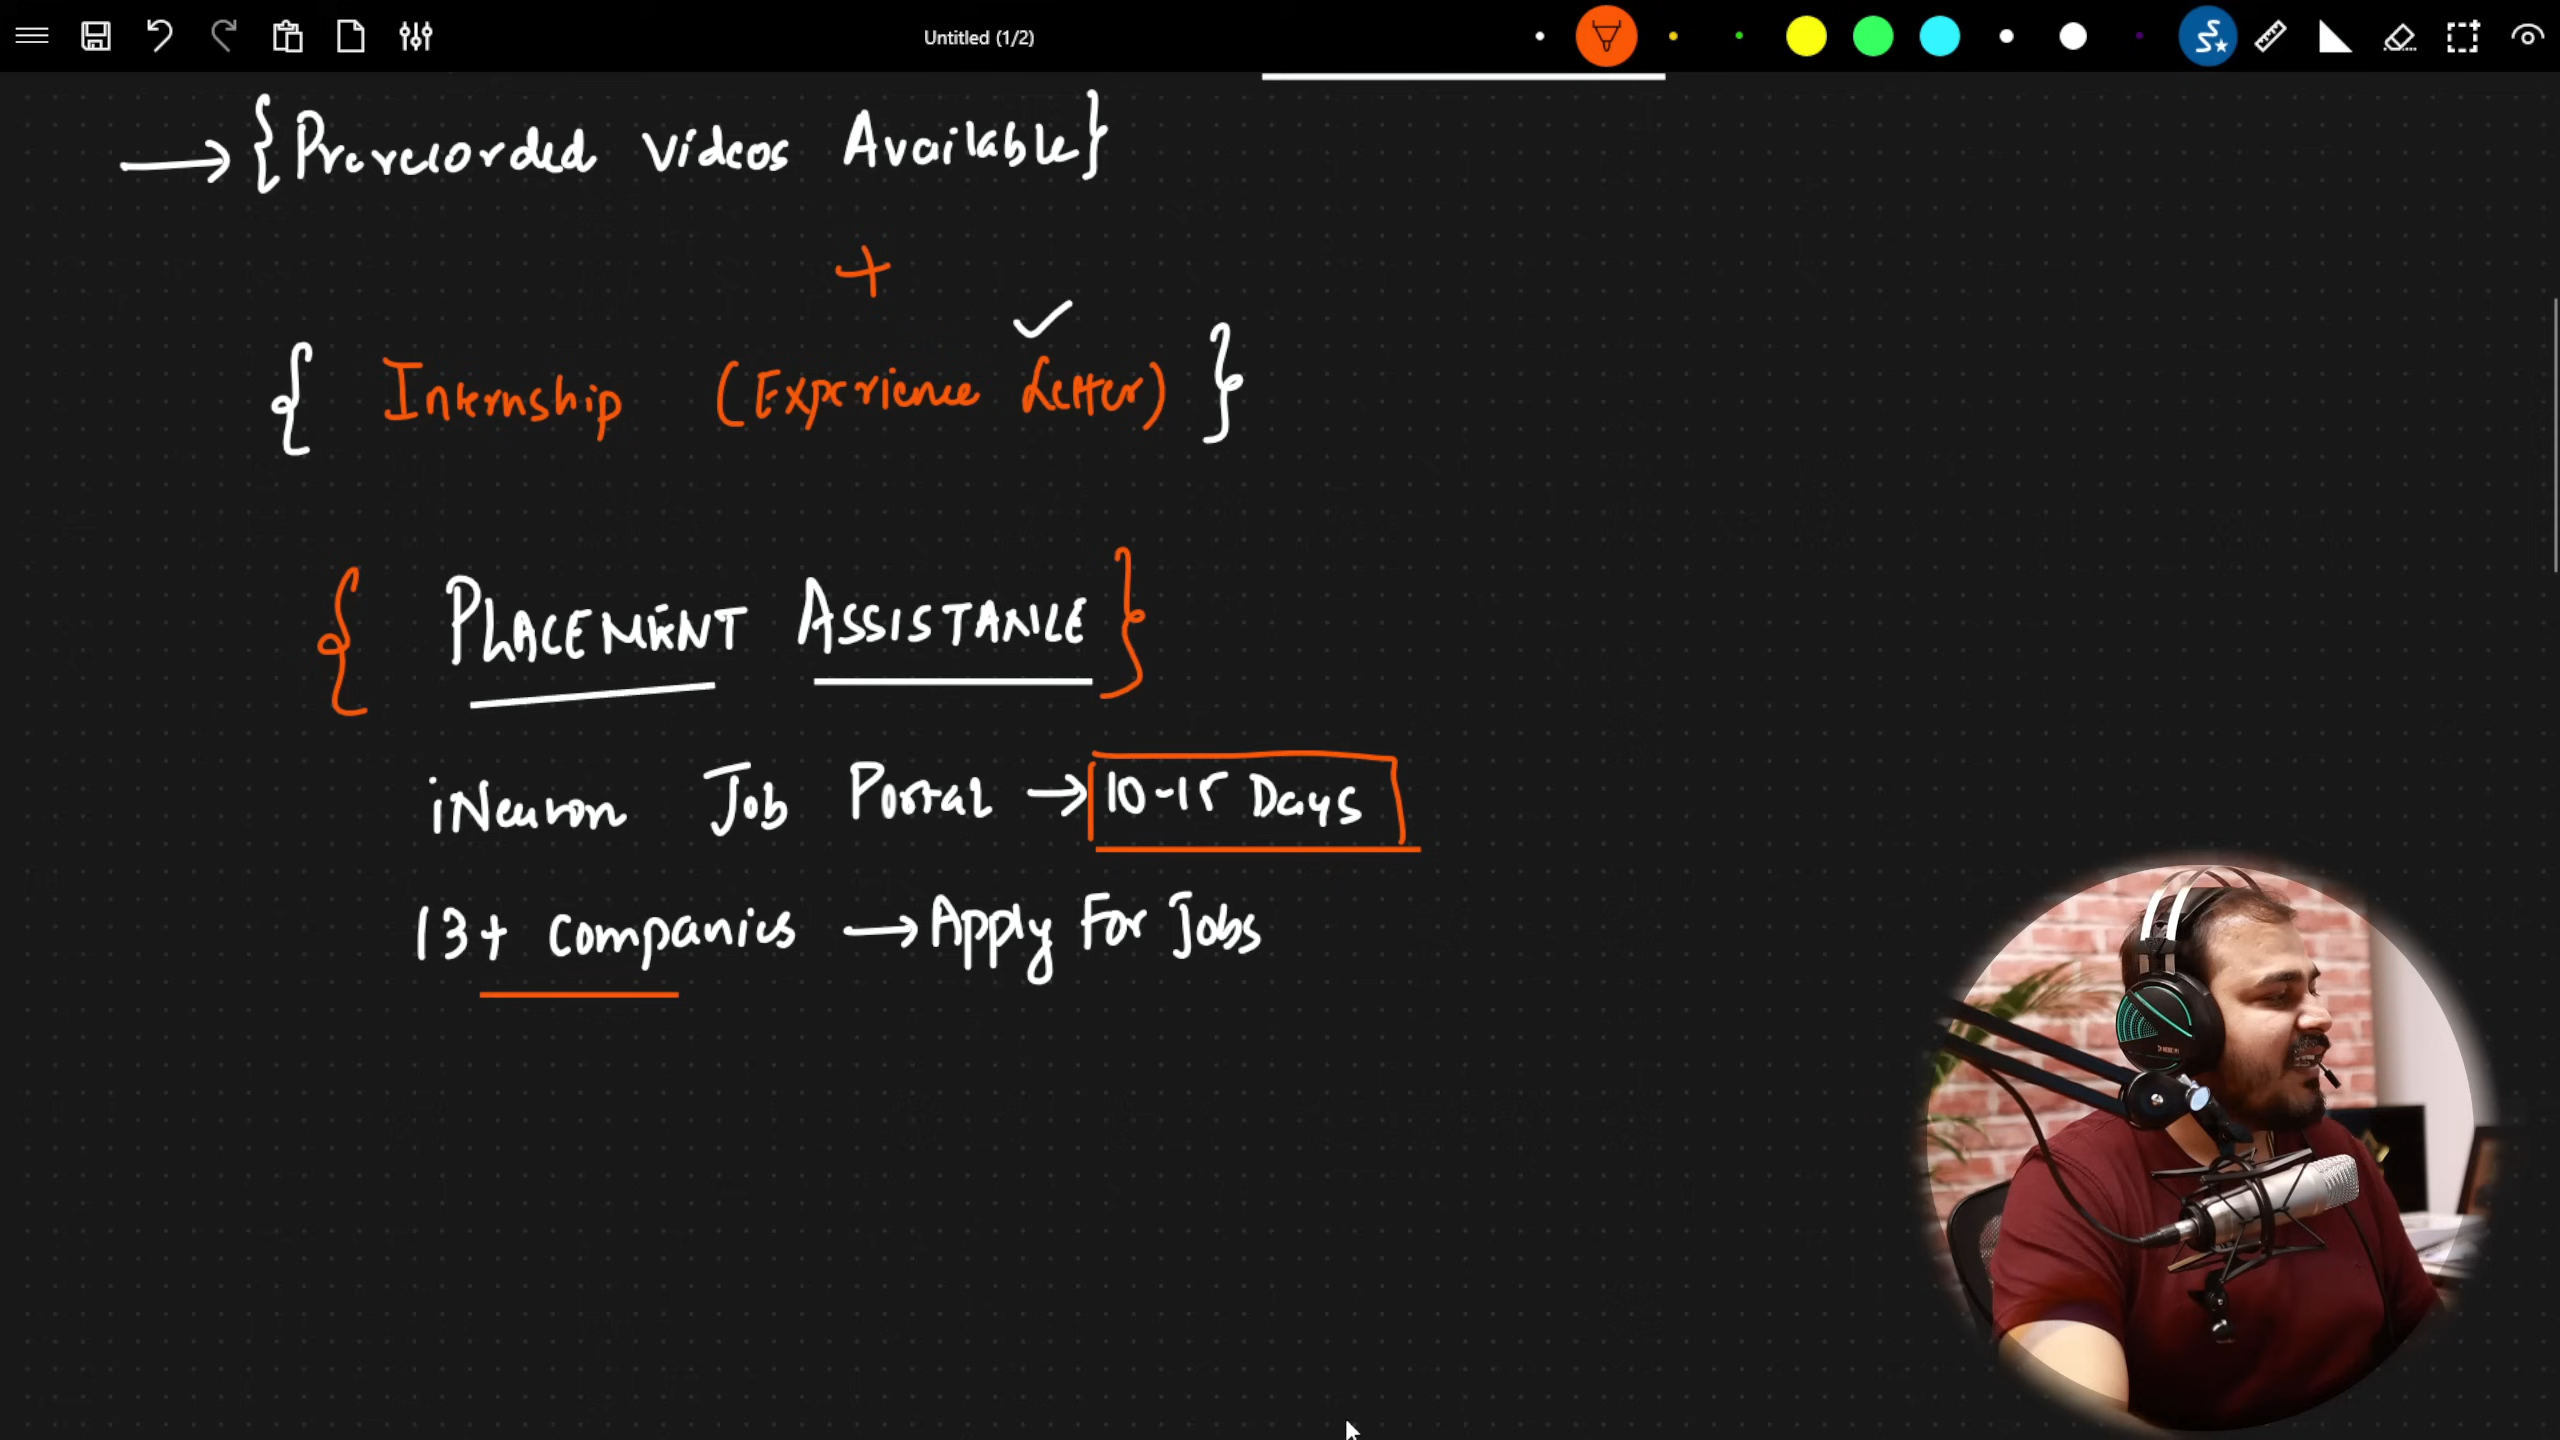 Untitled (1/2)
→ {Prerecorded Videos Available}
+
{ Internship (Experience Letter) }
{ PLACEMENT ASSISTANCE }
iNeuron Job Portal → 10-15 Days
13+ companies → Apply For Jobs